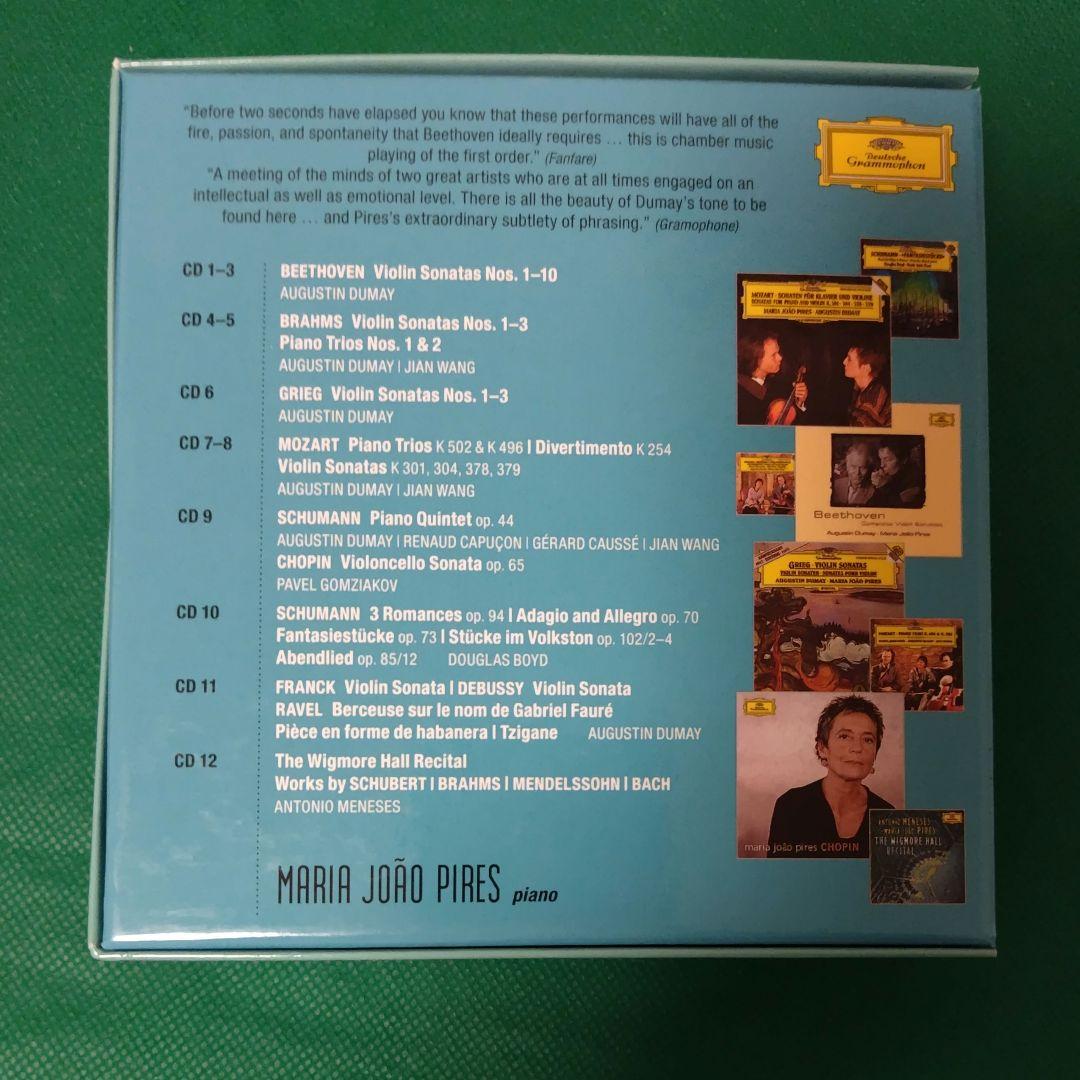 "Before two seconds have elapsed you know that these performances will have all of the
fire, passion, and spontaneity that Beethoven ideally requires ... this is chamber music
playing of the first order." (Fanfare)
"A meeting of the minds of two great artists who are at all times engaged on an
intellectual as well as emotional level. There is all the beauty of Dumay's tone to be
found here ... and Pires's extraordinary subtlety of phrasing." (Gramophone)
Deutsche
Grammophon
CD 1–3
BEETHOVEN Violin Sonatas Nos. 1–10
AUGUSTIN DUMAY
CD 4–5
BRAHMS Violin Sonatas Nos. 1–3
Piano Trios Nos. 1 & 2
AUGUSTIN DUMAY | JIAN WANG
CD 6
GRIEG Violin Sonatas Nos. 1–3
AUGUSTIN DUMAY
CD 7–8
MOZART Piano Trios K 502 & K 496 | Divertimento K 254
Violin Sonatas K 301, 304, 378, 379
AUGUSTIN DUMAY | JIAN WANG
CD 9
SCHUMANN Piano Quintet op. 44
AUGUSTIN DUMAY | RENAUD CAPUÇON | GÉRARD CAUSSÉ | JIAN WANG
CHOPIN Violoncello Sonata op. 65
PAVEL GOMZIAKOV
CD 10
SCHUMANN 3 Romances op. 94 | Adagio and Allegro op. 70
Fantasiestücke op. 73 | Stücke im Volkston op. 102/2–4
Abendlied op. 85/12 DOUGLAS BOYD
CD 11
FRANCK Violin Sonata | DEBUSSY Violin Sonata
RAVEL Berceuse sur le nom de Gabriel Fauré
Pièce en forme de habanera | Tzigane AUGUSTIN DUMAY
CD 12
The Wigmore Hall Recital
Works by SCHUBERT | BRAHMS | MENDELSSOHN | BACH
ANTONIO MENESES
MARIA JOÃO PIRES piano
SCHUMANN · «FANTASIESTÜCKE»
MOZART · SONATEN FÜR KLAVIER UND VIOLINE
MARIA JOÃO PIRES · AUGUSTIN DUMAY
Beethoven
Augustin Dumay · Maria João Pires
GRIEG · VIOLIN SONATAS
VIOLIN-SONATEN · SONATES POUR VIOLON
AUGUSTIN DUMAY · MARIA JOÃO PIRES
maria joão pires CHOPIN
ANTONIO MENESES
MARIA JOÃO PIRES
THE WIGMORE HALL
RECITAL